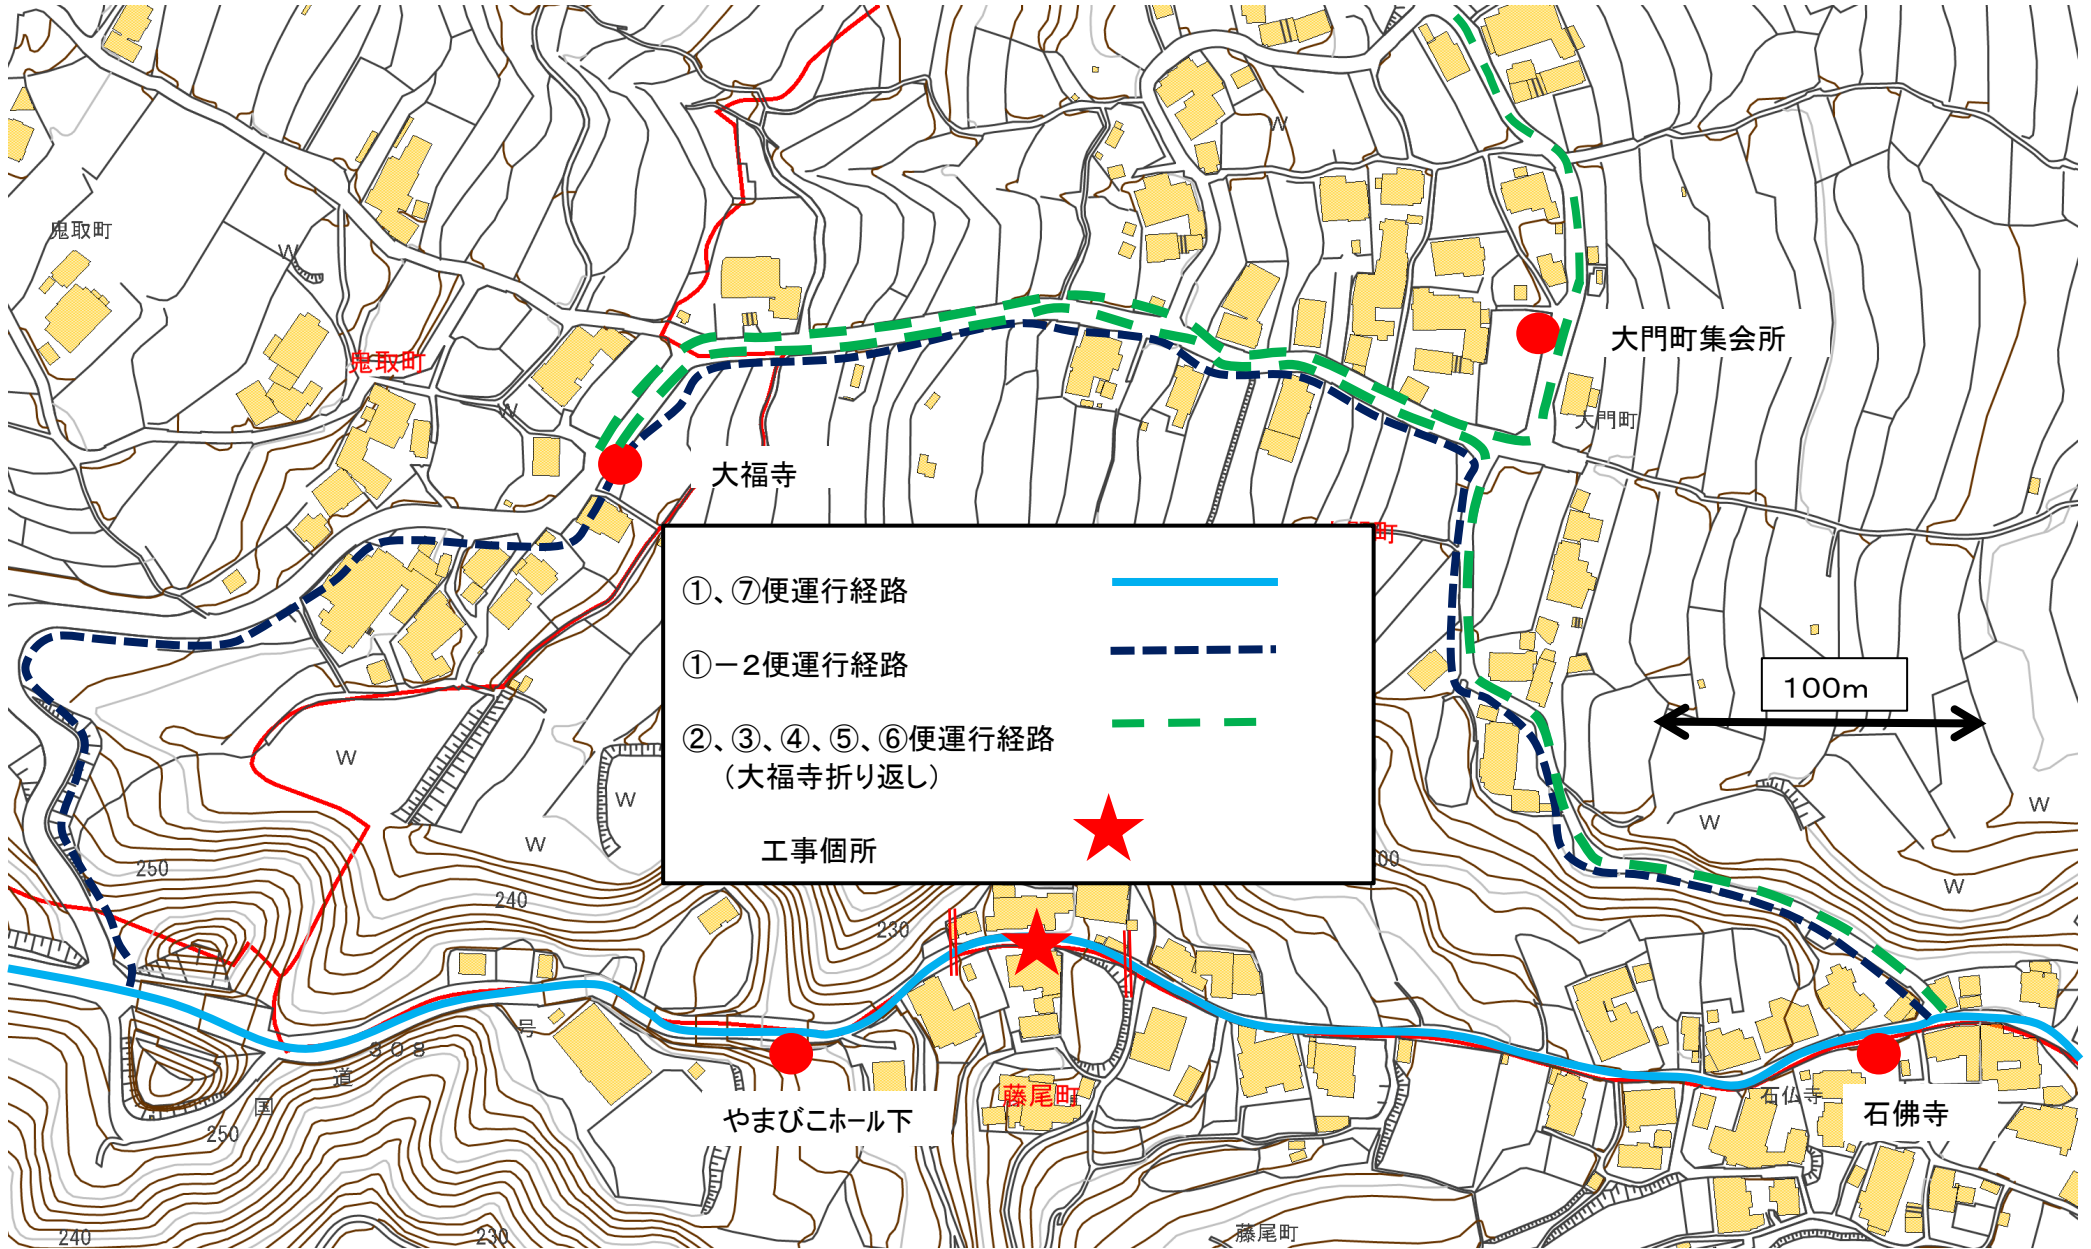 W
鬼取町
W
大門町集会所
鬼取町
W
大門町
大福寺
町
①、⑦便運行経路
①－２便運行経路
②、③、④、⑤、⑥便運行経路
（大福寺折り返し）
工事個所
100ｍ
W
W
W
W
W
W
250
240
230
00
号
308
道
国
250
藤尾町
やまびこホール下
石仏寺
石佛寺
240
230
藤尾町